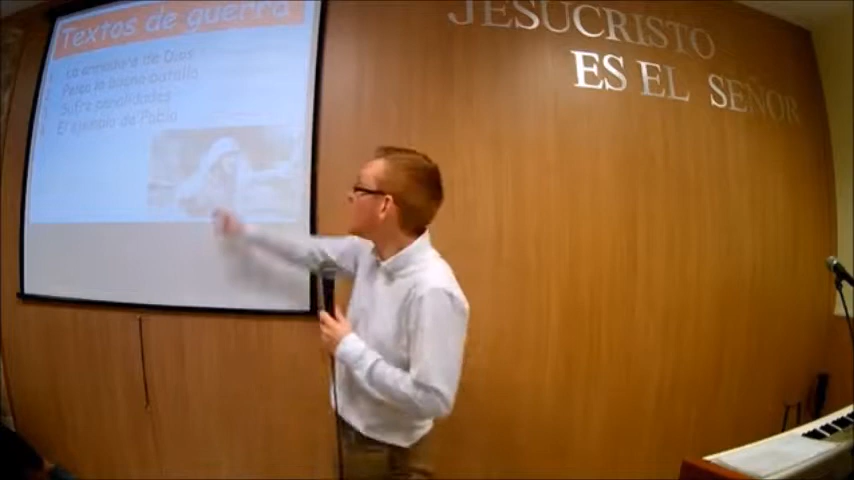 Textos de guerra
La armadura de Dios
Pelea la buena batalla
Sufre penalidades
El ejemplo de Pablo
JESUCRISTO
ES EL SEÑOR